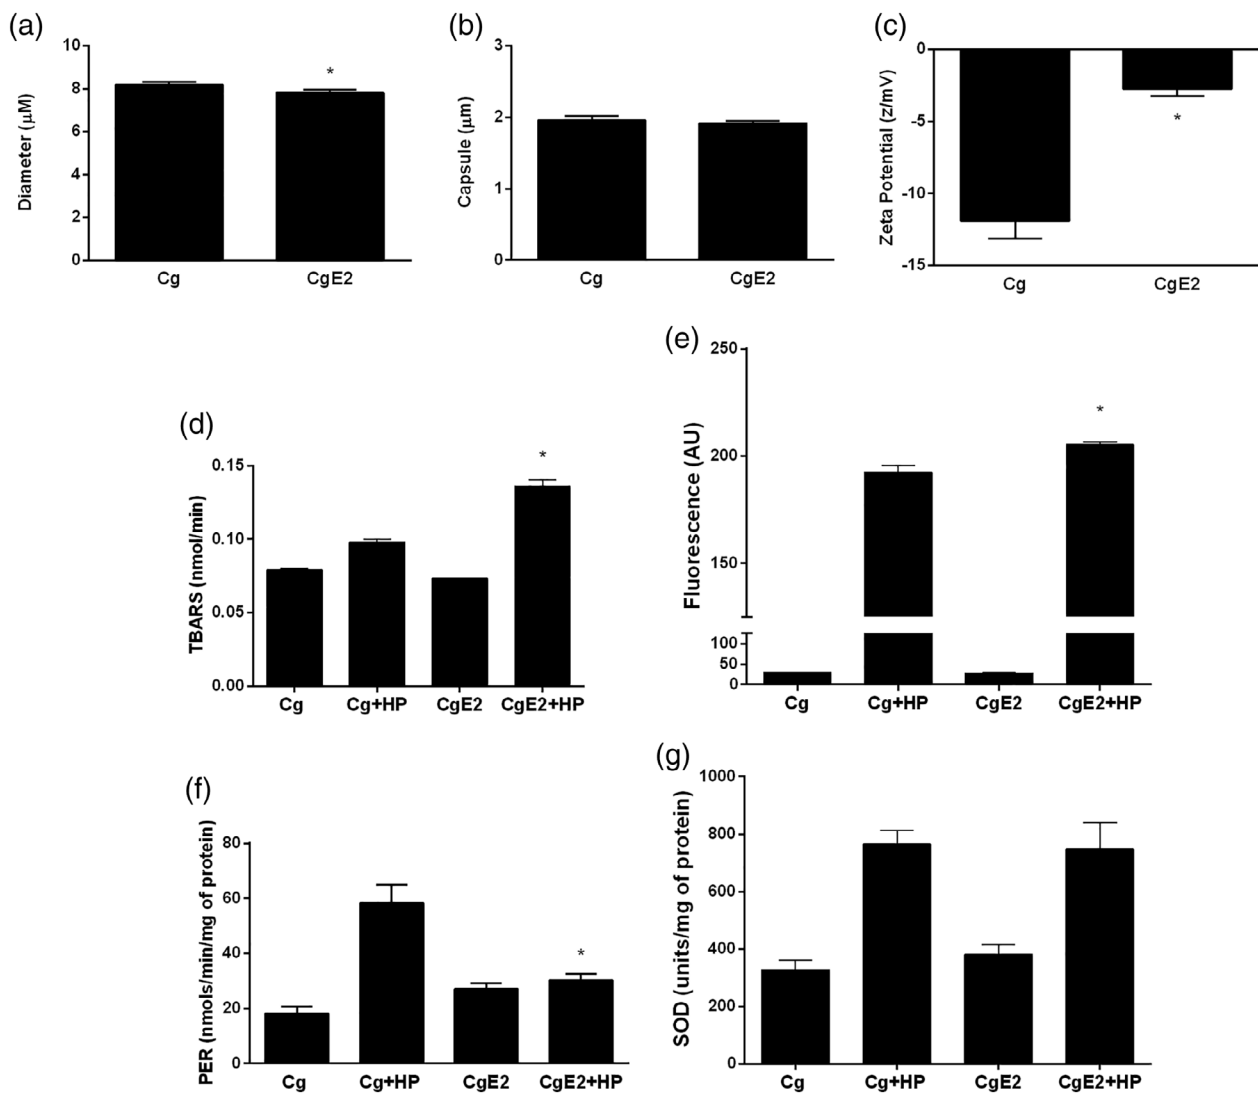 (a)
Diameter (μM)
10
8
6
4
2
0
*
Cg
CgE2
(b)
Capsule (μm)
3
2
1
0
Cg
CgE2
(c)
Zeta Potential (z/mV)
0
-5
-10
-15
*
Cg
CgE2
(d)
TBARS (nmol/min)
0.15
0.10
0.05
0.00
*
Cg
Cg+HP
CgE2
CgE2+HP
(e)
Fluorescence (AU)
250
200
150
100
50
0
*
Cg
Cg+HP
CgE2
CgE2+HP
(f)
PER (nmols/min/mg of protein)
80
60
40
20
0
*
Cg
Cg+HP
CgE2
CgE2+HP
(g)
SOD (units/mg of protein)
1000
800
600
400
200
0
Cg
Cg+HP
CgE2
CgE2+HP